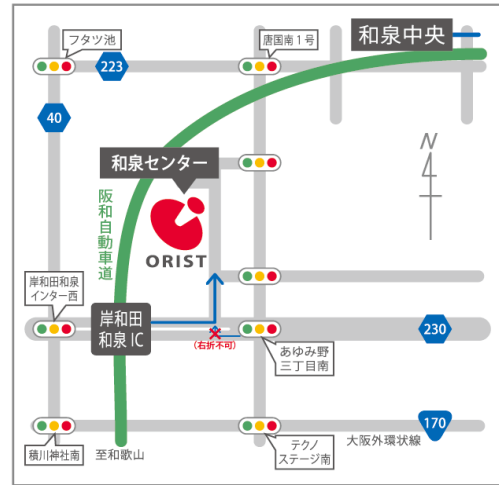 フタツ池
唐国南1号
和泉中央
223
40
和泉センター
N
阪和自動車道
ORIST
岸和田和泉
インター西
岸和田
和泉IC
(右折不可)
あゆみ野
三丁目南
230
170
大阪外環状線
積川神社南
至和歌山
テクノ
ステージ南